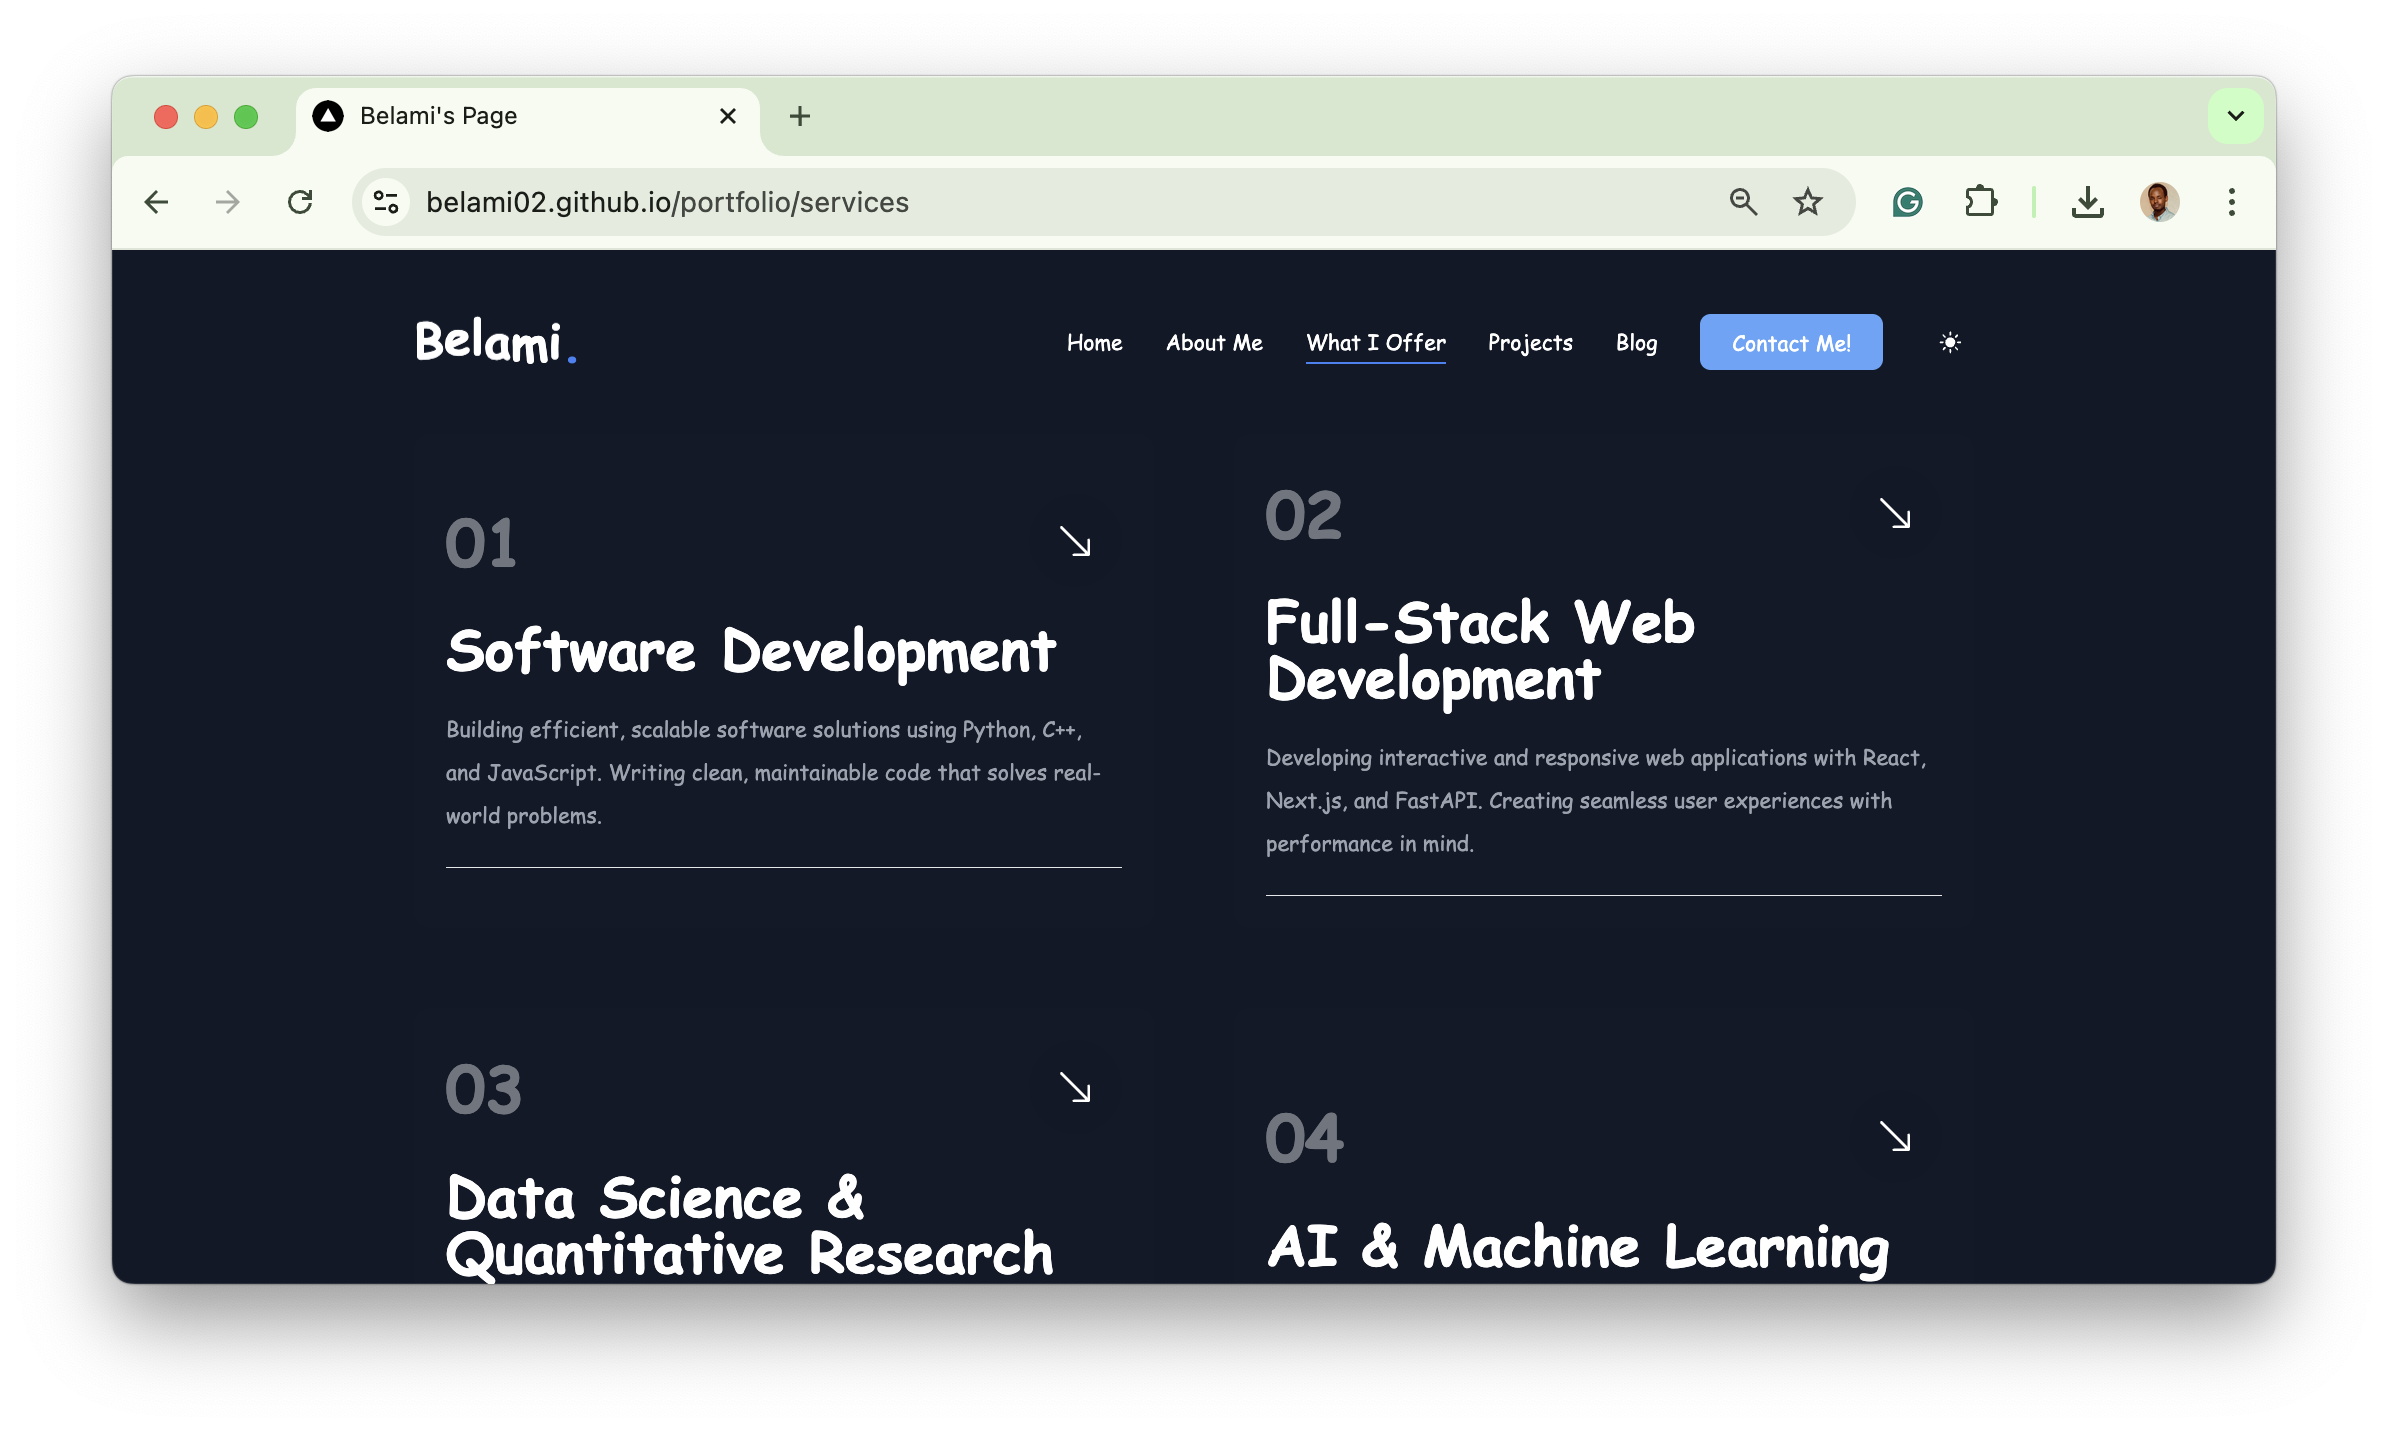 Belami's Page
belami02.github.io/portfolio/services
Belami.
Home About Me What I Offer Projects Blog Contact Me!
01
Software Development
Building efficient, scalable software solutions using Python, C++,
and JavaScript. Writing clean, maintainable code that solves real-
world problems.
02
Full-Stack Web
Development
Developing interactive and responsive web applications with React,
Next.js, and FastAPI. Creating seamless user experiences with
performance in mind.
03
Data Science &
Quantitative Research
04
AI & Machine Learning